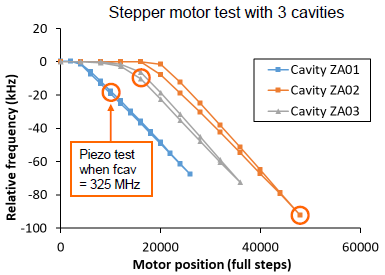 Stepper motor test with 3 cavities
20
0
-20
-40
-60
-80
-100
0
20000
40000
60000
Relative frequency (kHz)
Motor position (full steps)
Cavity ZA01
Cavity ZA02
Cavity ZA03
Piezo test
when fcav
= 325 MHz